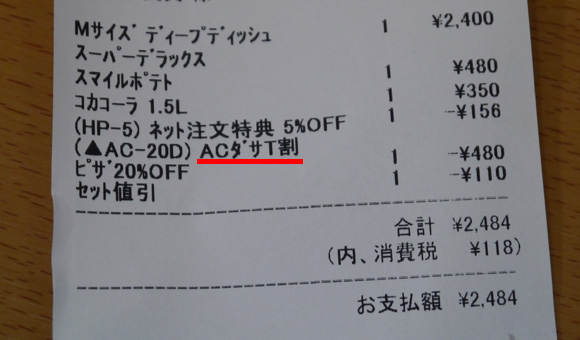 Mサイズ ディープディッシュ 1 ¥2,400
スーパーデラックス
スマイルポテト 1 ¥480
コカコーラ 1.5L 1 ¥350
(HP-5) ネット注文特典 5%OFF 1 -¥156
(▲AC-20D) ACダサT割
ピザ20%OFF 1 -¥480
セット値引 1 -¥110
合計 ¥2,484
(内、消費税 ¥118)
お支払額 ¥2,484